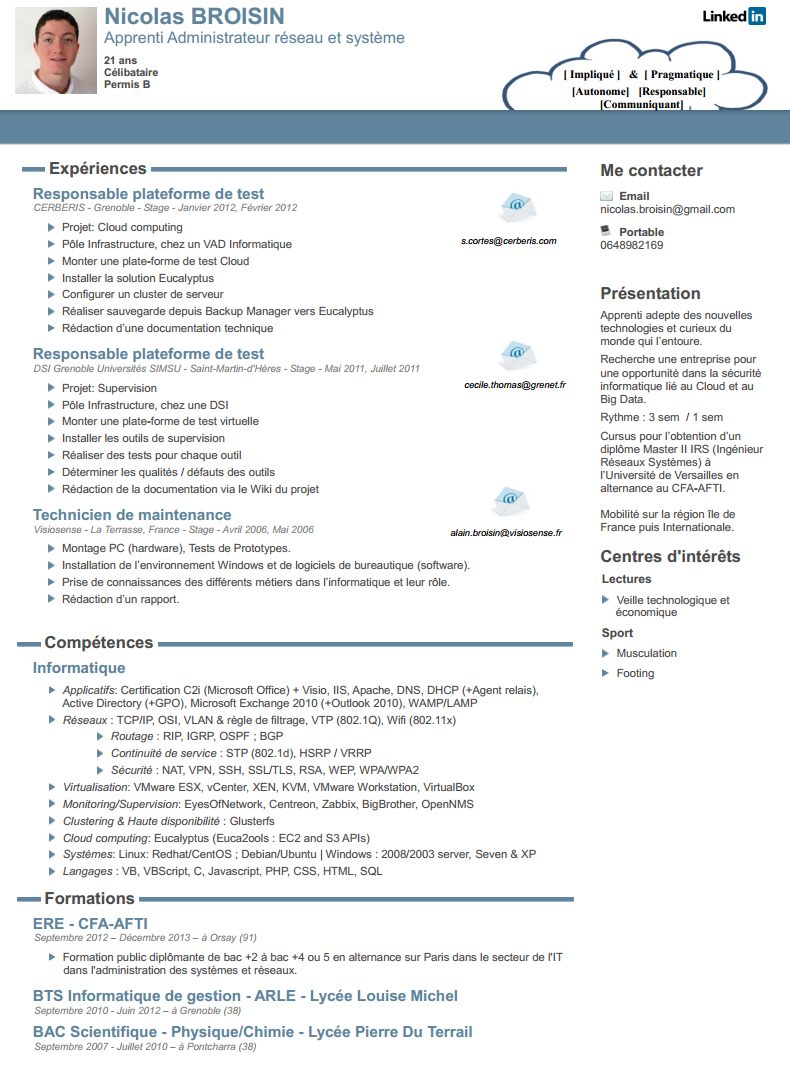 Nicolas BROISIN
Apprenti Administrateur réseau et système
21 ans
Célibataire
Permis B
Linked in
[ Impliqué ] & [ Pragmatique ]
[Autonome] [Responsable]
[Communiquant]
Expériences
Responsable plateforme de test
CERBERIS - Grenoble - Stage - Janvier 2012, Février 2012
Projet: Cloud computing
Pôle Infrastructure, chez un VAD Informatique
Monter une plate-forme de test Cloud
Installer la solution Eucalyptus
Configurer un cluster de serveur
Réaliser sauvegarde depuis Backup Manager vers Eucalyptus
Rédaction d'une documentation technique
@
s.cortes@cerberis.com
Responsable plateforme de test
DSI Grenoble Universités SIMSU - Saint-Martin-d'Hères - Stage - Mai 2011, Juillet 2011
Projet: Supervision
Pôle Infrastructure, chez une DSI
Monter une plate-forme de test virtuelle
Installer les outils de supervision
Réaliser des tests pour chaque outil
Déterminer les qualités / défauts des outils
Rédaction de la documentation via le Wiki du projet
@
cecile.thomas@grenet.fr
Technicien de maintenance
Visiosense - La Terrasse, France - Stage - Avril 2006, Mai 2006
Montage PC (hardware), Tests de Prototypes.
Installation de l'environnement Windows et de logiciels de bureautique (software).
Prise de connaissances des différents métiers dans l'informatique et leur rôle.
Rédaction d'un rapport.
@
alain.broisin@visiosense.fr
Compétences
Informatique
Applicatifs: Certification C2i (Microsoft Office) + Visio, IIS, Apache, DNS, DHCP (+Agent relais),
Active Directory (+GPO), Microsoft Exchange 2010 (+Outlook 2010), WAMP/LAMP
Réseaux : TCP/IP, OSI, VLAN & règle de filtrage, VTP (802.1Q), Wifi (802.11x)
Routage : RIP, IGRP, OSPF ; BGP
Continuité de service : STP (802.1d), HSRP / VRRP
Sécurité : NAT, VPN, SSH, SSL/TLS, RSA, WEP, WPA/WPA2
Virtualisation: VMware ESX, vCenter, XEN, KVM, VMware Workstation, VirtualBox
Monitoring/Supervision: EyesOfNetwork, Centreon, Zabbix, BigBrother, OpenNMS
Clustering & Haute disponibilité : Glusterfs
Cloud computing: Eucalyptus (Euca2ools : EC2 and S3 APIs)
Systèmes: Linux: Redhat/CentOS ; Debian/Ubuntu | Windows : 2008/2003 server, Seven & XP
Langages : VB, VBScript, C, Javascript, PHP, CSS, HTML, SQL
Formations
ERE - CFA-AFTI
Septembre 2012 – Décembre 2013 – à Orsay (91)
Formation public diplômante de bac +2 à bac +4 ou 5 en alternance sur Paris dans le secteur de l'IT
dans l'administration des systèmes et réseaux.
BTS Informatique de gestion - ARLE - Lycée Louise Michel
Septembre 2010 - Juin 2012 – à Grenoble (38)
BAC Scientifique - Physique/Chimie - Lycée Pierre Du Terrail
Septembre 2007 - Juillet 2010 – à Pontcharra (38)
Me contacter
Email
nicolas.broisin@gmail.com
Portable
0648982169
Présentation
Apprenti adepte des nouvelles
technologies et curieux du
monde qui l'entoure.
Recherche une entreprise pour
une opportunité dans la sécurité
informatique lié au Cloud et au
Big Data.
Rythme : 3 sem / 1 sem
Cursus pour l'obtention d'un
diplôme Master II IRS (Ingénieur
Réseaux Systèmes) à
l'Université de Versailles en
alternance au CFA-AFTI.
Mobilité sur la région île de
France puis Internationale.
Centres d'intérêts
Lectures
Veille technologique et
économique
Sport
Musculation
Footing